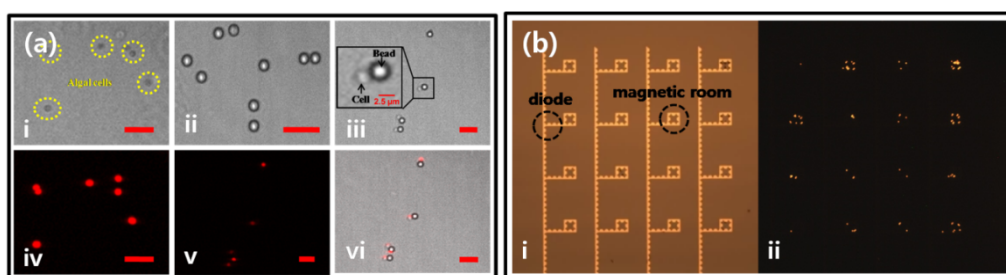 (a)
Algal cells
i
ii
Bead
Cell
2.5 μm
iii
iv
v
vi
(b)
diode
magnetic room
i
ii